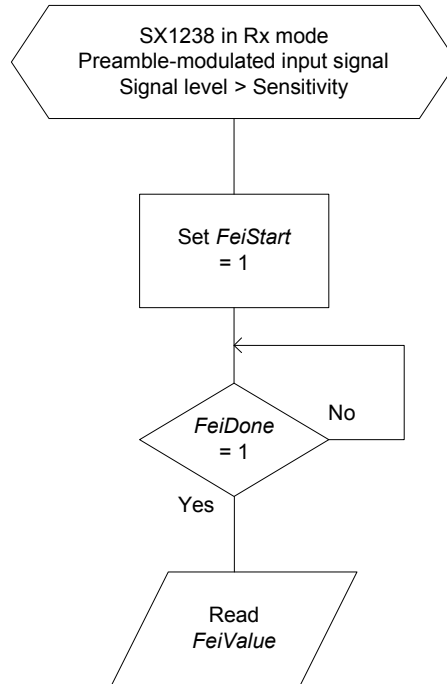 SX1238 in Rx mode
Preamble-modulated input signal
Signal level > Sensitivity
Set FeiStart
= 1
FeiDone
= 1
No
Yes
Read
FeiValue